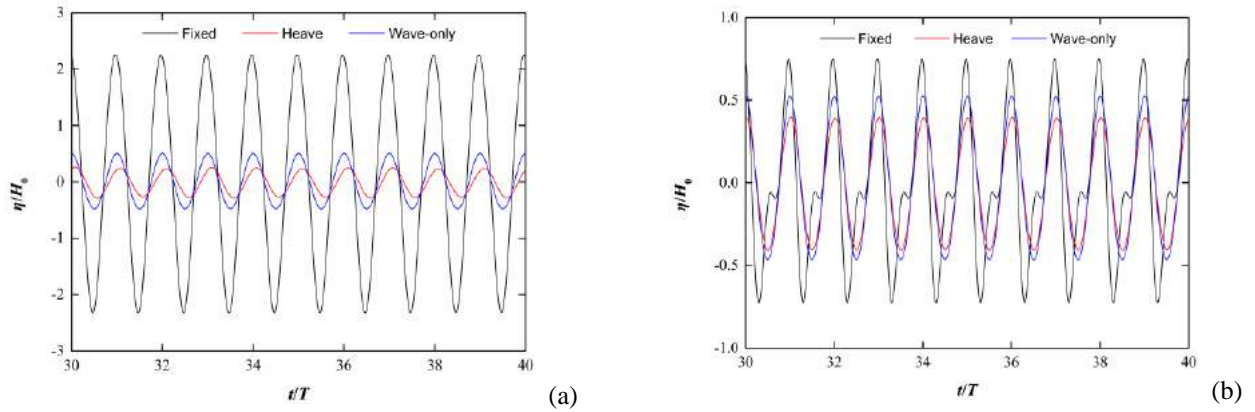 3
2
1
0
-1
-2
-3
η/H₀
Fixed Heave Wave-only
30 32 34 36 38 40
t/T
(a)
1.0
0.5
0.0
-0.5
-1.0
η/H₀
Fixed Heave Wave-only
30 32 34 36 38 40
t/T
(b)